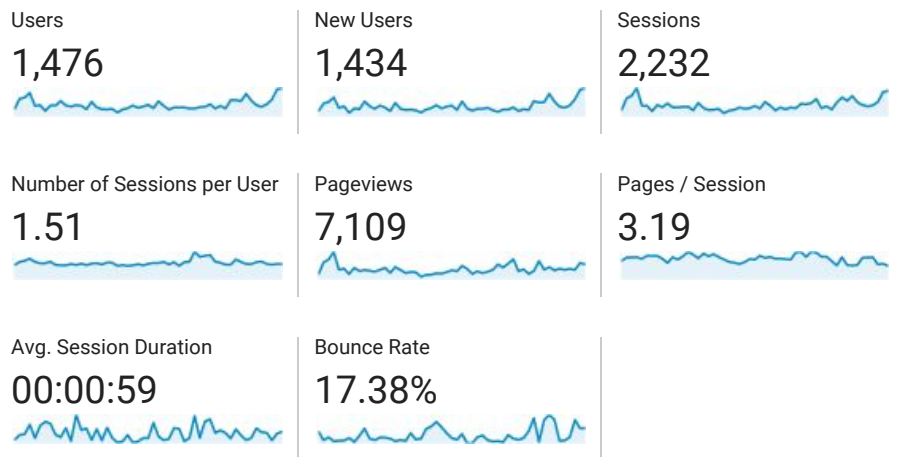 Users
New Users
Sessions
1,476
1,434
2,232
Number of Sessions per User
Pageviews
Pages / Session
1.51
7,109
3.19
Avg. Session Duration
Bounce Rate
00:00:59
17.38%